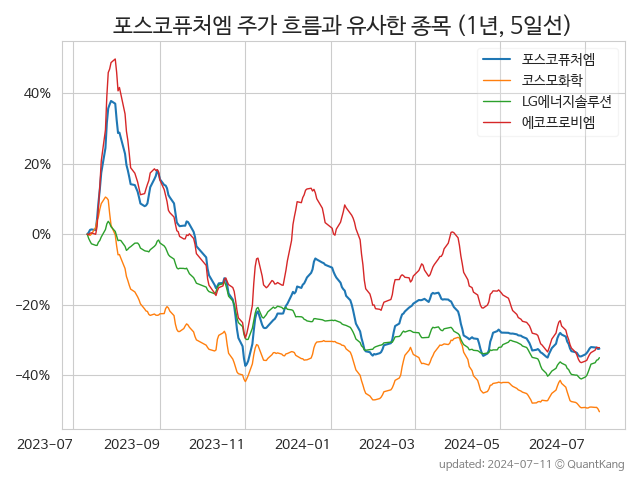 포스코퓨처엠 주가 흐름과 유사한 종목 (1년, 5일선)
포스코퓨처엠
코스모화학
LG에너지솔루션
에코프로비엠
40%
20%
0%
−20%
−40%
2023-07 2023-09 2023-11 2024-01 2024-03 2024-05 2024-07
updated: 2024-07-11 © QuantKang